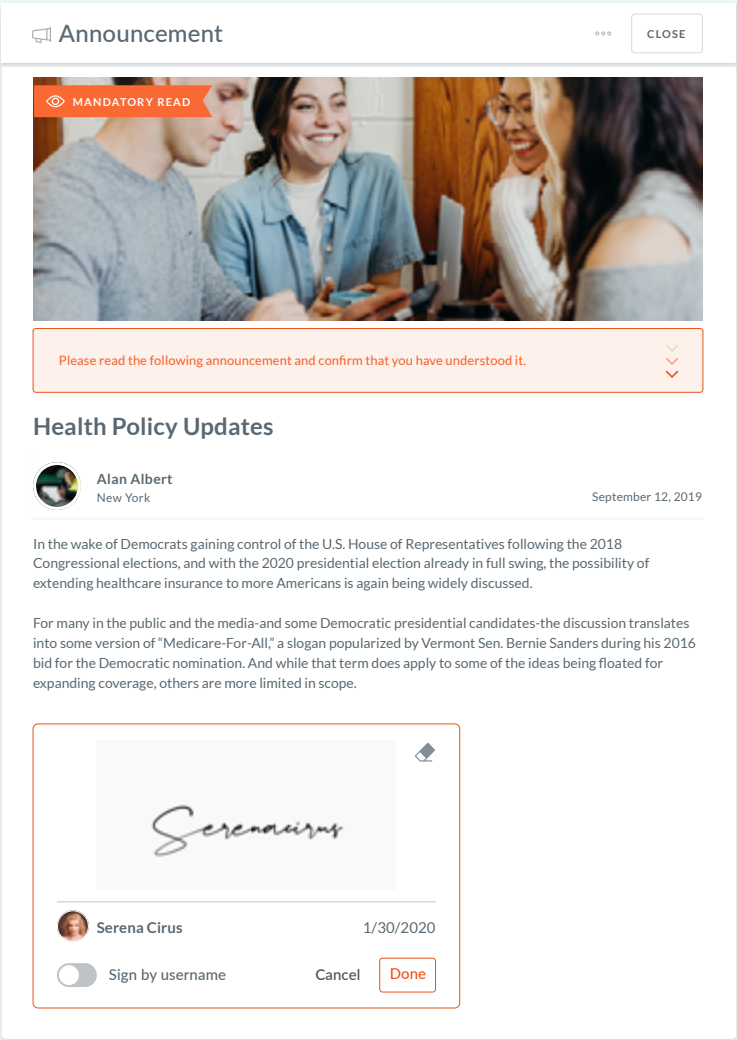 Announcement
CLOSE
MANDATORY READ
Please read the following announcement and confirm that you have understood it.
Health Policy Updates
Alan Albert
New York
September 12, 2019
In the wake of Democrats gaining control of the U.S. House of Representatives following the 2018
Congressional elections, and with the 2020 presidential election already in full swing, the possibility of
extending healthcare insurance to more Americans is again being widely discussed.
For many in the public and the media-and some Democratic presidential candidates-the discussion translates
into some version of “Medicare-For-All,” a slogan popularized by Vermont Sen. Bernie Sanders during his 2016
bid for the Democratic nomination. And while that term does apply to some of the ideas being floated for
expanding coverage, others are more limited in scope.
Serenacirus
Serena Cirus
1/30/2020
Sign by username
Cancel
Done